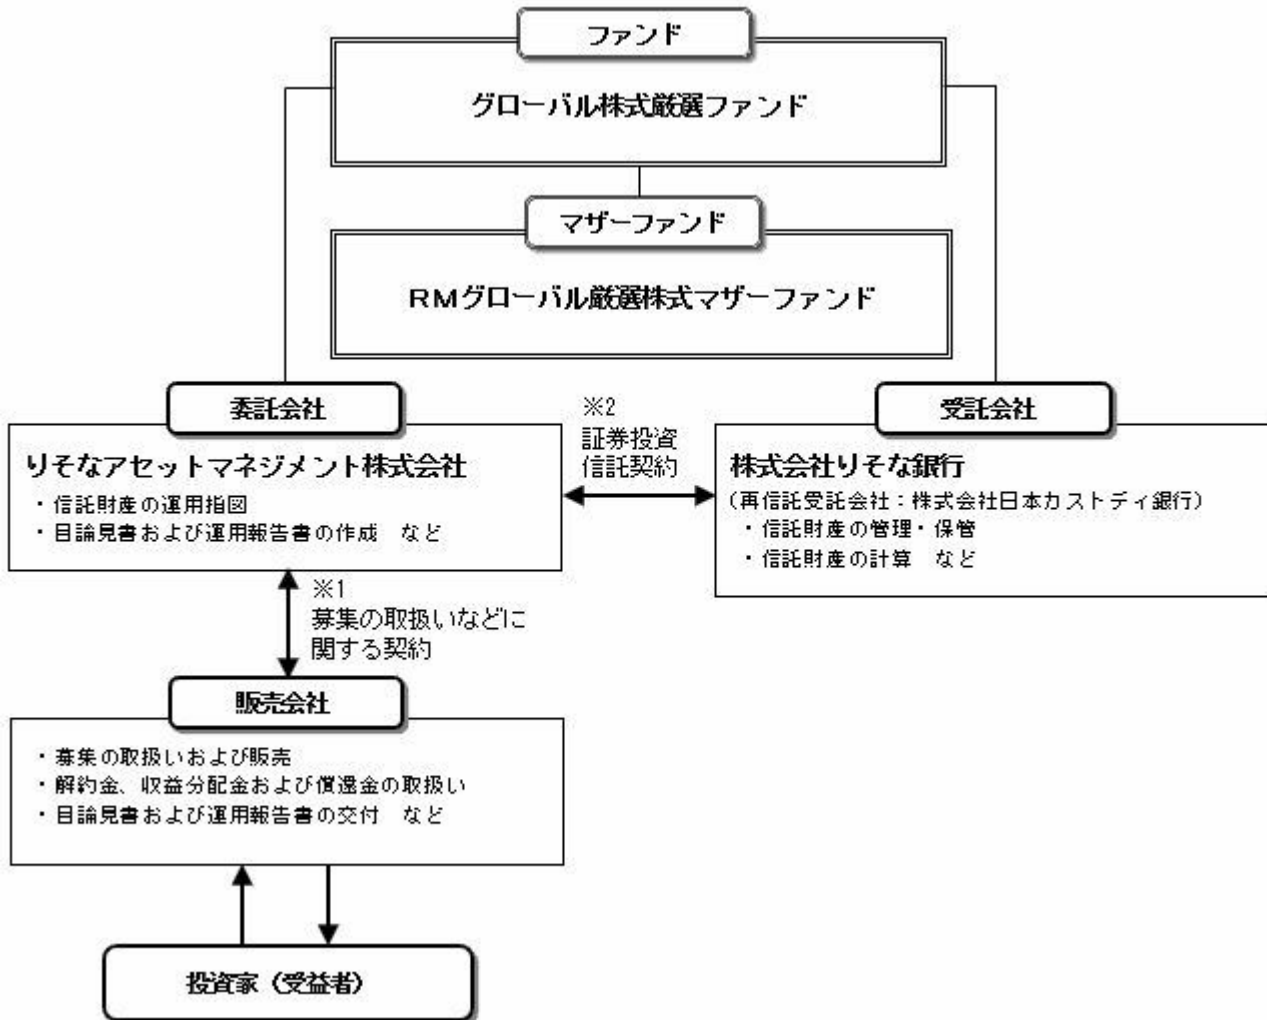 ファンド
グローバル株式厳選ファンド
マザーファンド
RMグローバル厳選株式マザーファンド
委託会社
りそなアセットマネジメント株式会社
・信託財産の運用指図
・目論見書および運用報告書の作成　など
※2
証券投資
信託契約
受託会社
株式会社りそな銀行
(再信託受託会社：株式会社日本カストディ銀行)
・信託財産の管理・保管
・信託財産の計算　など
※1
募集の取扱いなどに
関する契約
販売会社
・募集の取扱いおよび販売
・解約金、収益分配金および償還金の取扱い
・目論見書および運用報告書の交付　など
投資家（受益者）